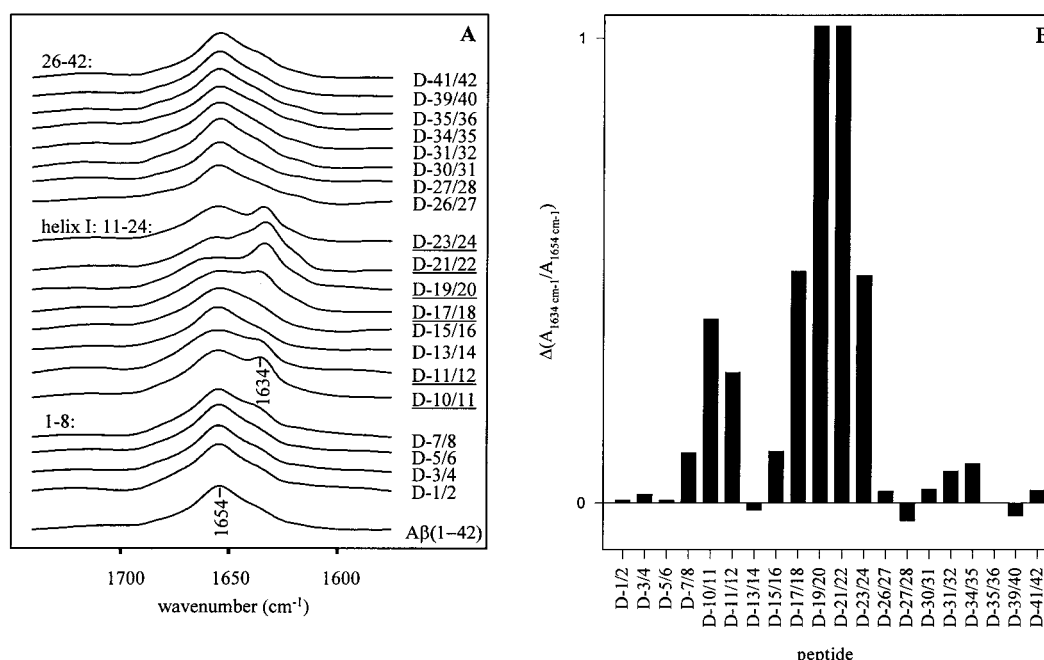 A
26-42:
D-41/42
D-39/40
D-35/36
D-34/35
D-31/32
D-30/31
D-27/28
D-26/27
helix I: 11-24:
D-23/24
D-21/22
D-19/20
D-17/18
D-15/16
D-13/14
D-11/12
D-10/11
1634
1-8:
D-7/8
D-5/6
D-3/4
D-1/2
1654
Aβ(1-42)
1700 1650 1600
wavenumber (cm-1)
B
1
Δ(A1634 cm-1/A1654 cm-1)
0
D-1/2
D-3/4
D-5/6
D-7/8
D-10/11
D-11/12
D-13/14
D-15/16
D-17/18
D-19/20
D-21/22
D-23/24
D-26/27
D-27/28
D-30/31
D-31/32
D-34/35
D-35/36
D-39/40
D-41/42
peptide